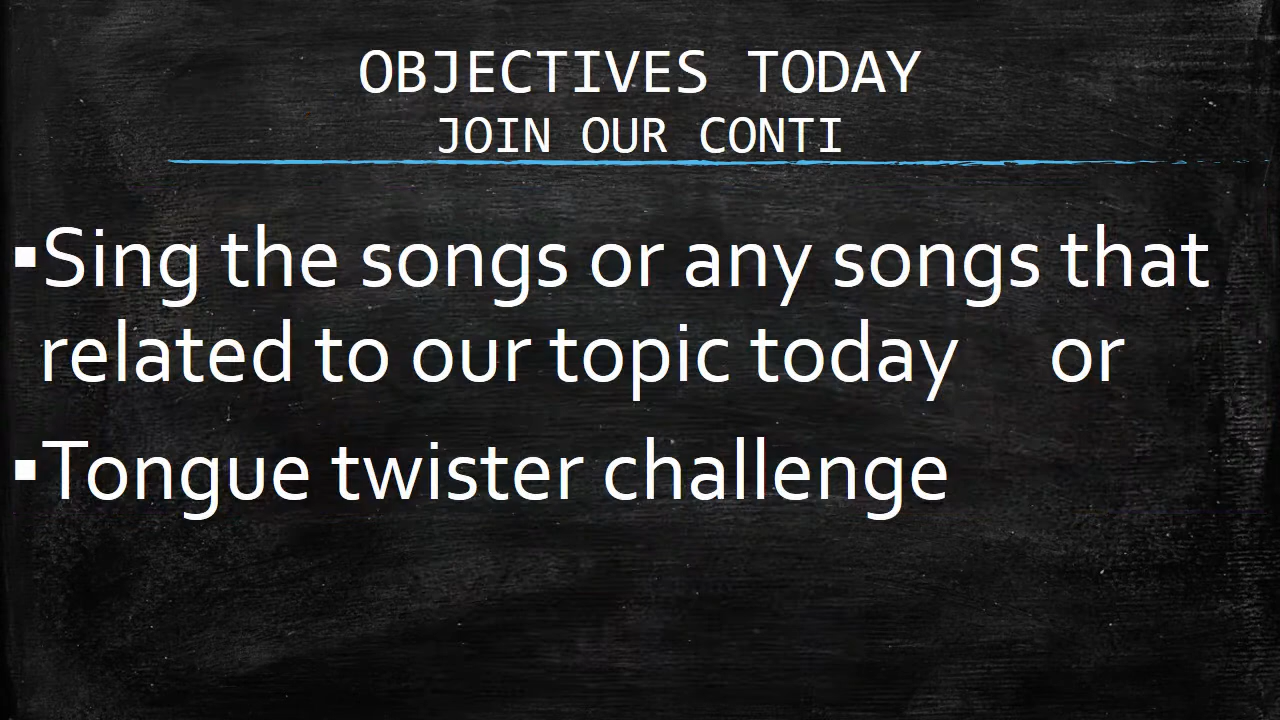 OBJECTIVES TODAY
JOIN OUR CONTI
▪Sing the songs or any songs that
related to our topic today or
▪Tongue twister challenge